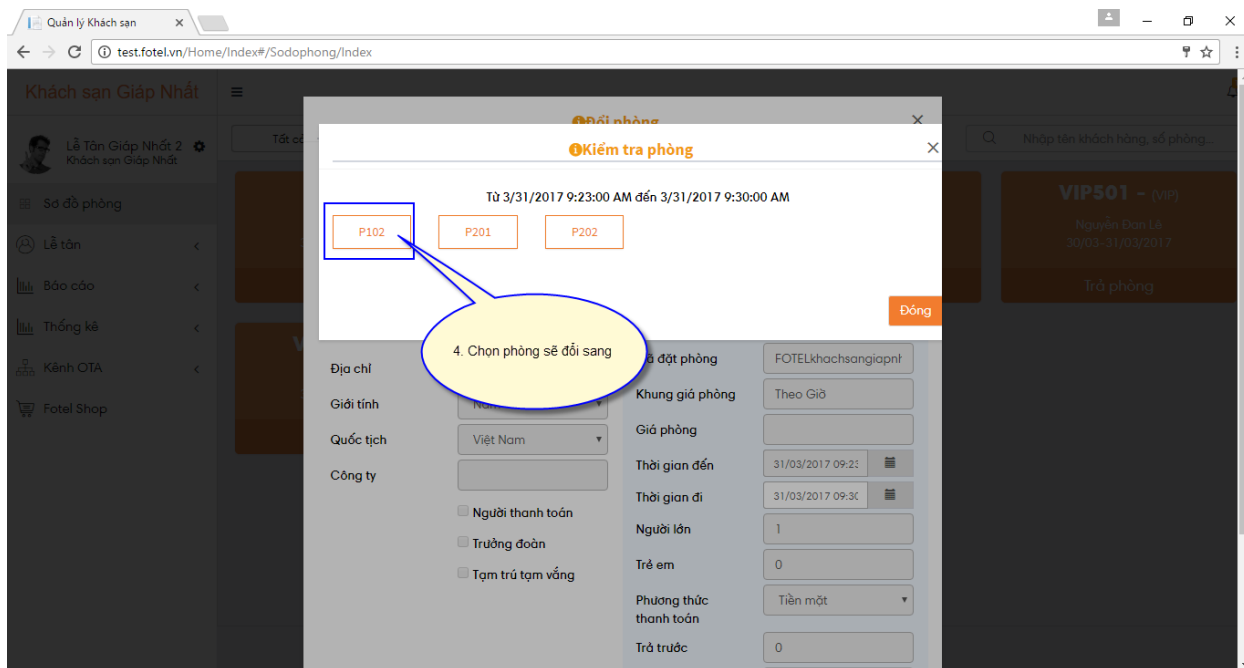 Quản lý Khách sạn
test.fotel.vn/Home/Index#/Sodophong/Index
Khách sạn Giáp Nhất
Lễ Tân Giáp Nhất 2
Khách sạn Giáp Nhất
Sơ đồ phòng
Lễ tân
Báo cáo
Thống kê
Kênh OTA
Fotel Shop
Nhập tên khách hàng, số phòng...
VIP501 - (VIP)
Nguyễn Đan Lê
30/03-31/03/2017
Trả phòng
Đổi phòng
Kiểm tra phòng
Từ 3/31/2017 9:23:00 AM đến 3/31/2017 9:30:00 AM
P102
P201
P202
Đóng
4. Chọn phòng sẽ đổi sang
Địa chỉ
Giới tính
Quốc tịch
Việt Nam
Công ty
Người thanh toán
Trưởng đoàn
Tạm trú tạm vắng
đặt phòng
FOTELkhachsangiapnh
Khung giá phòng
Theo Giờ
Giá phòng
Thời gian đến
31/03/2017 09:23
Thời gian đi
31/03/2017 09:30
Người lớn
1
Trẻ em
0
Phương thức
thanh toán
Tiền mặt
Trả trước
0